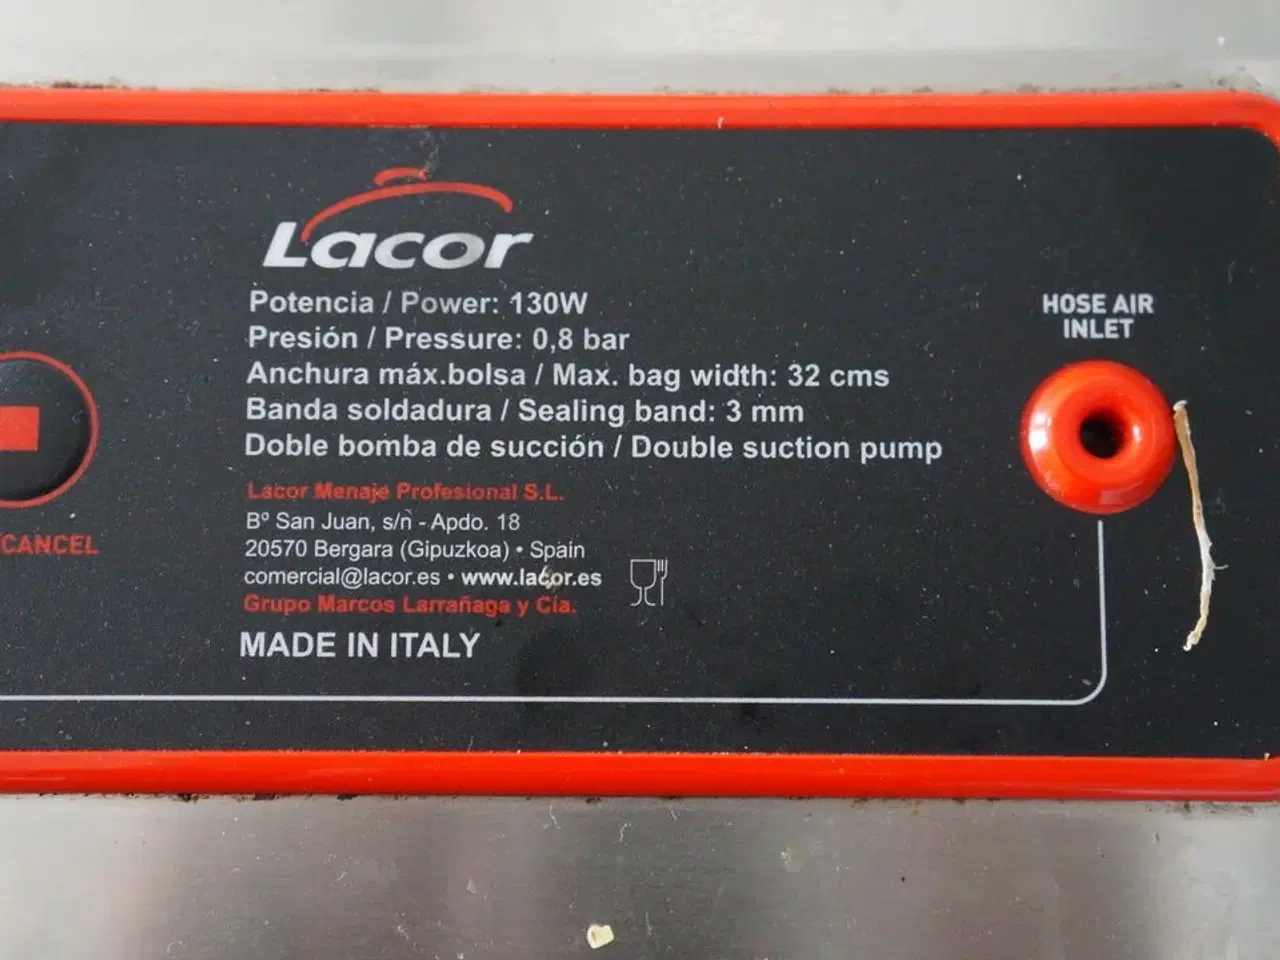 Lacor
Potencia / Power: 130W
Presión / Pressure: 0,8 bar
Anchura máx.bolsa / Max. bag width: 32 cms
Banda soldadura / Sealing band: 3 mm
Doble bomba de succión / Double suction pump
Lacor Menaje Profesional S.L.
Bº San Juan, s/n - Apdo. 18
20570 Bergara (Gipuzkoa) • Spain
comercial@lacor.es • www.lacor.es
Grupo Marcos Larrañaga y Cía.
MADE IN ITALY
HOSE AIR
INLET
CANCEL